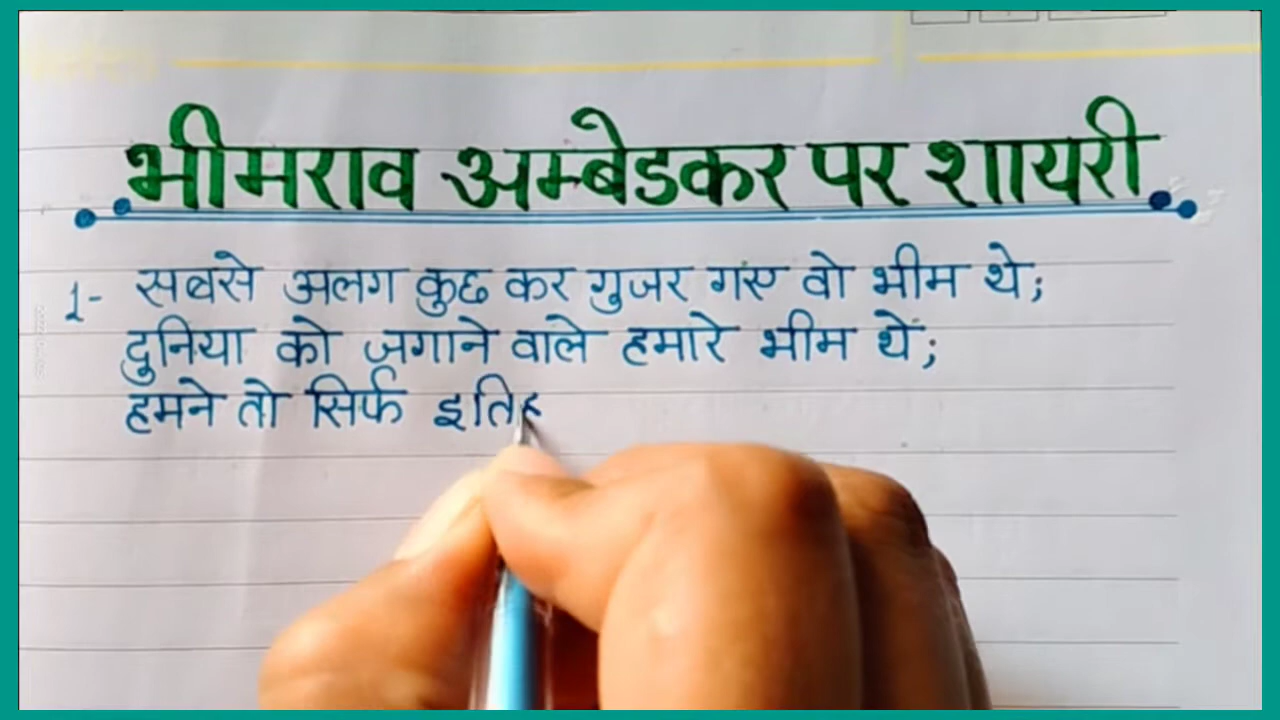 भीमराव अम्बेडकर पर शायरी
1- सबसे अलग कुछ कर गुजर गए वो भीम थे;
दुनिया को जगाने वाले हमारे भीम थे;
हमने तो सिर्फ इतिह